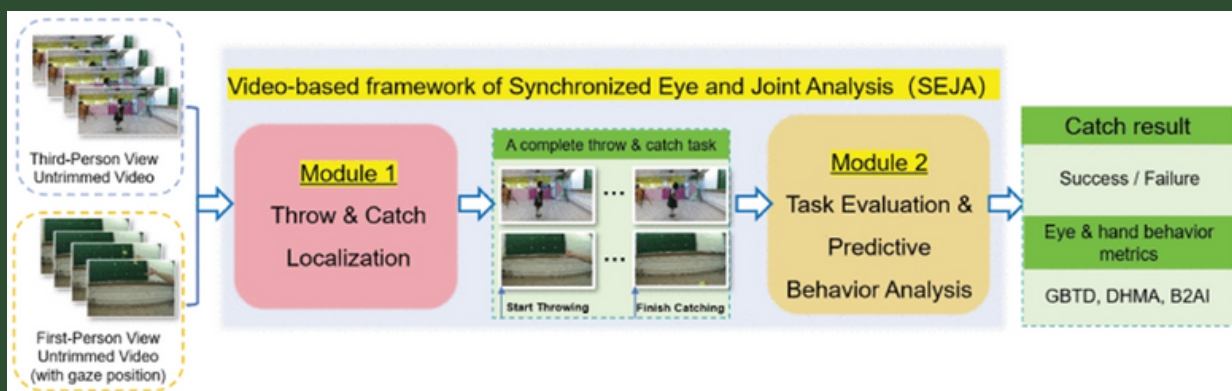 Third-Person View
Untrimmed Video
First-Person View
Untrimmed Video
(with gaze position)
Video-based framework of Synchronized Eye and Joint Analysis（SEJA）
Module 1
Throw & Catch
Localization
A complete throw & catch task
...
...
Start Throwing
Finish Catching
Module 2
Task Evaluation &
Predictive
Behavior Analysis
Catch result
Success / Failure
Eye & hand behavior
metrics
GBTD, DHMA, B2AI